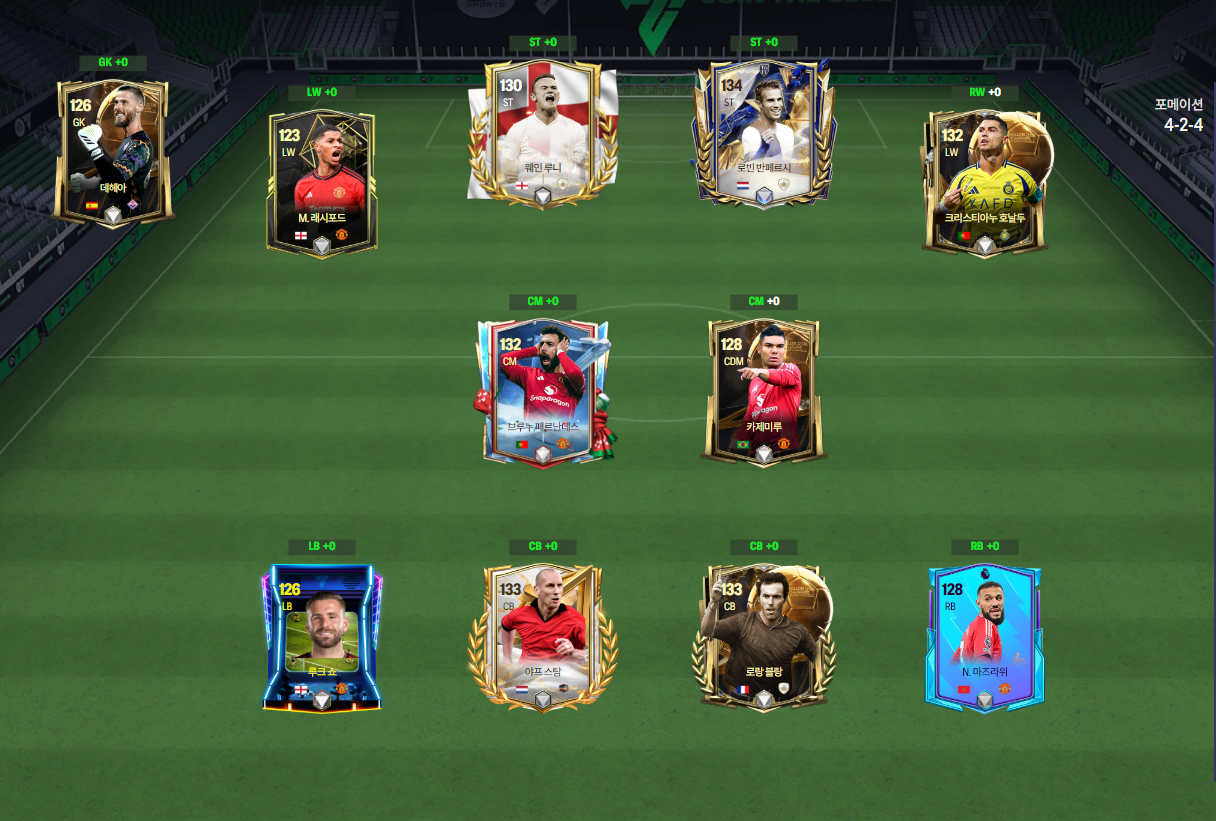 JOIN THE CLUB
포메이션
4-2-4
GK +0
126
GK
데헤아
LW +0
123
LW
M. 래시포드
ST +0
130
ST
웨인 루니
ST +0
134
ST
로빈 반페르시
RW +0
132
LW
크리스티아누 호날두
CM +0
132
CM
Snapdragon
브루누 페르난데스
CM +0
128
CDM
카제미루
LB +0
126
LB
루크 쇼
CB +0
133
CB
야프 스탐
CB +0
133
CB
로랑 블랑
RB +0
128
RB
N. 마즈라위